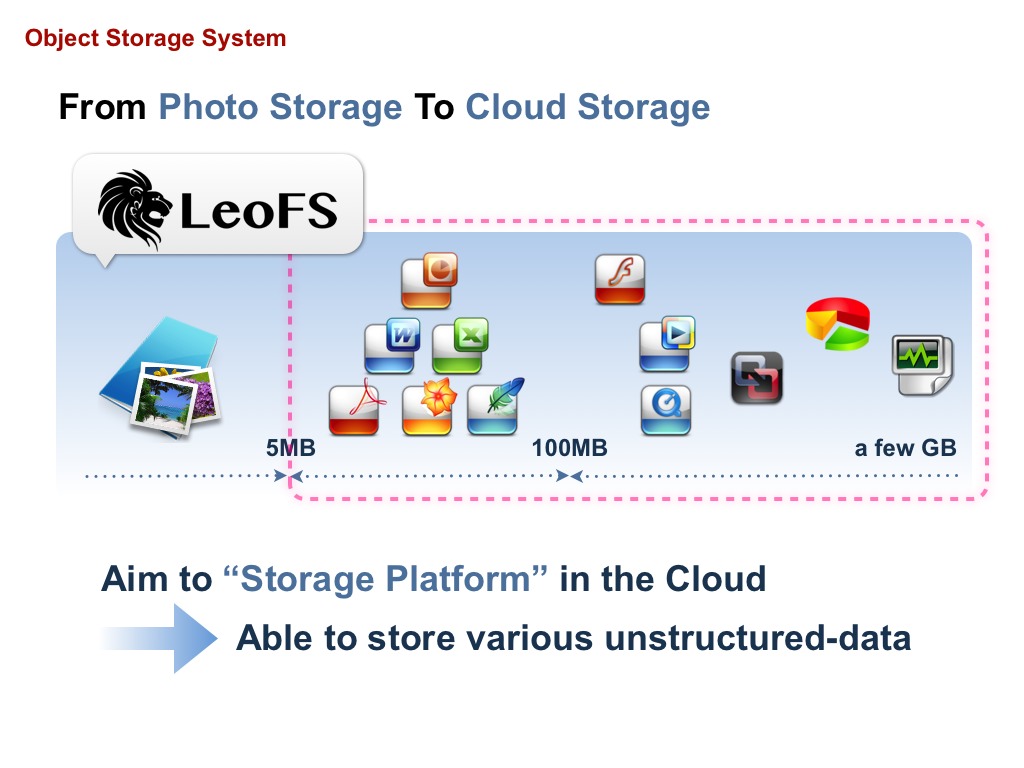 Object Storage System
From Photo Storage To Cloud Storage
LeoFS
W X
5MB 100MB a few GB
Aim to “Storage Platform” in the Cloud
Able to store various unstructured-data